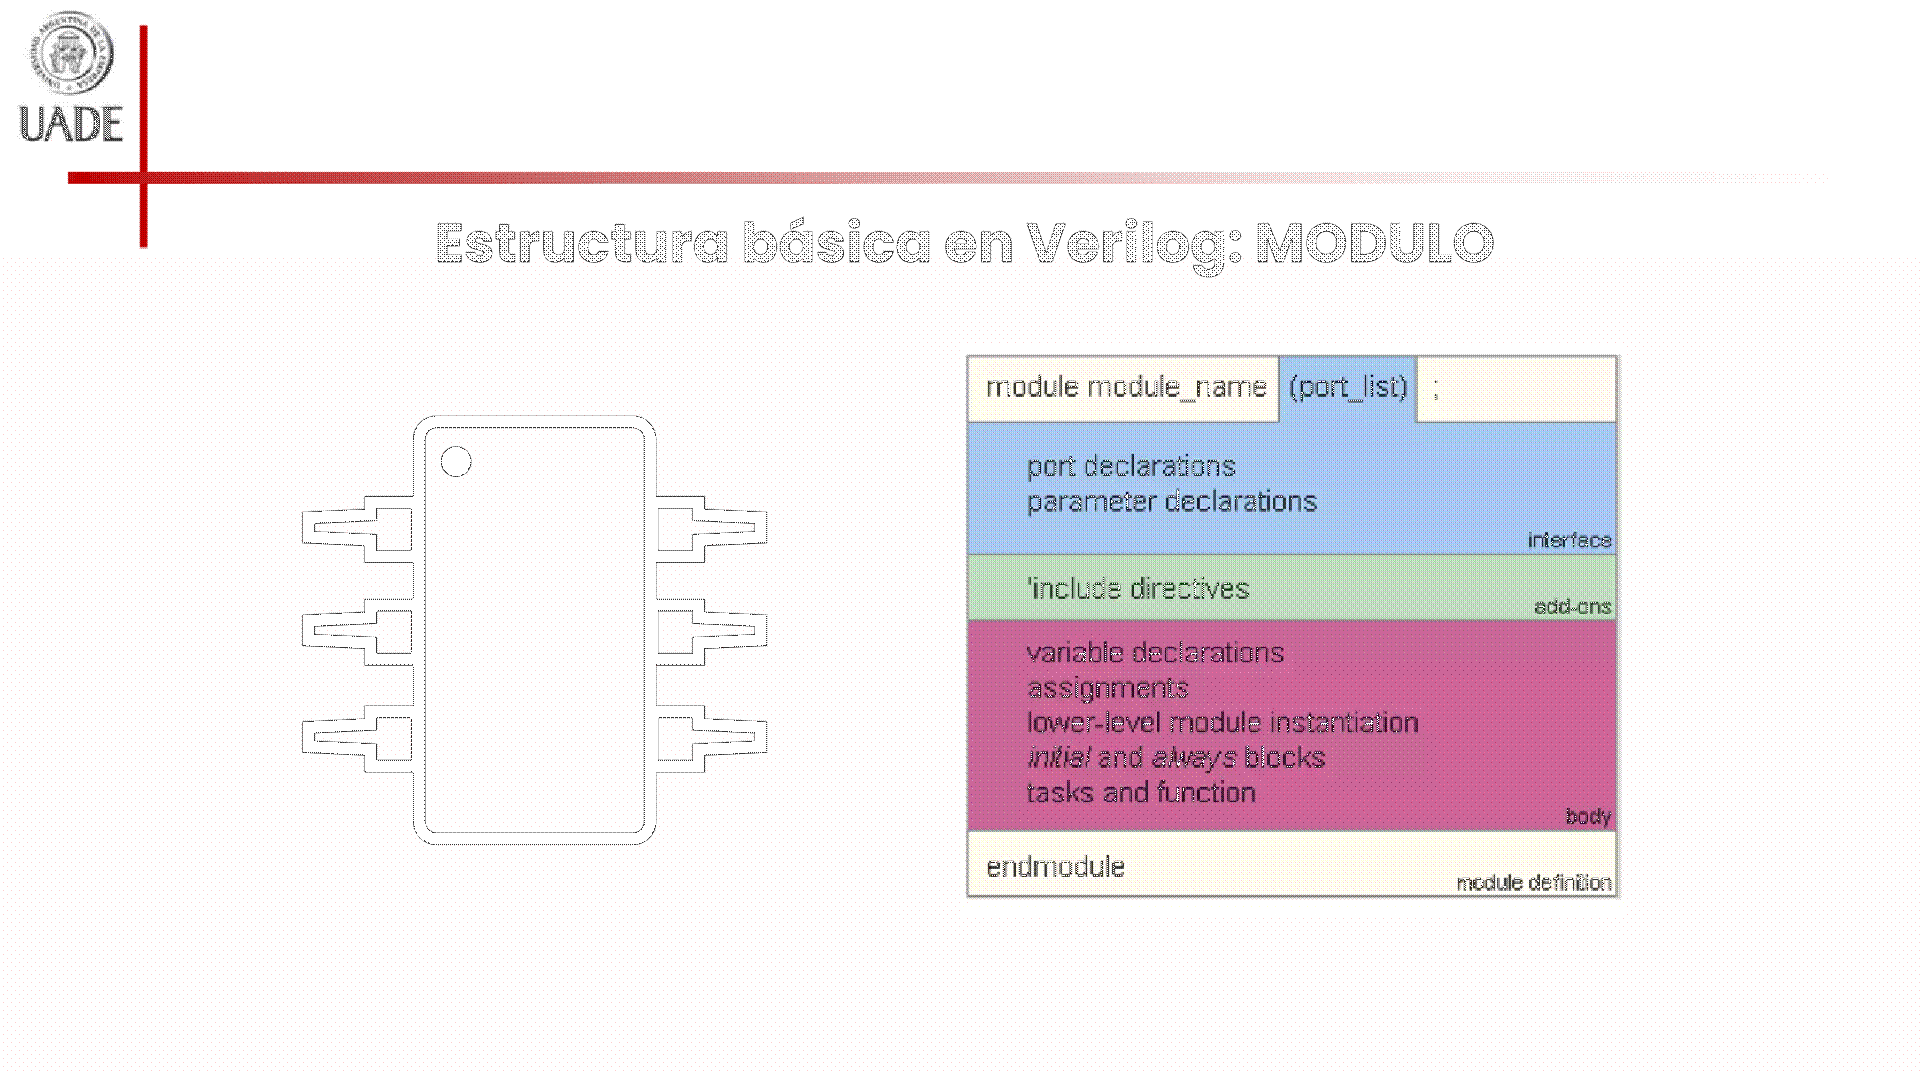 UADE
Estructura básica en Verilog: MODULO
module module_name (port_list) ;
port declarations
parameter declarations
interface
'include directives
add-ons
variable declarations
assignments
lower-level module instantiation
initial and always blocks
tasks and function
body
endmodule
module definition